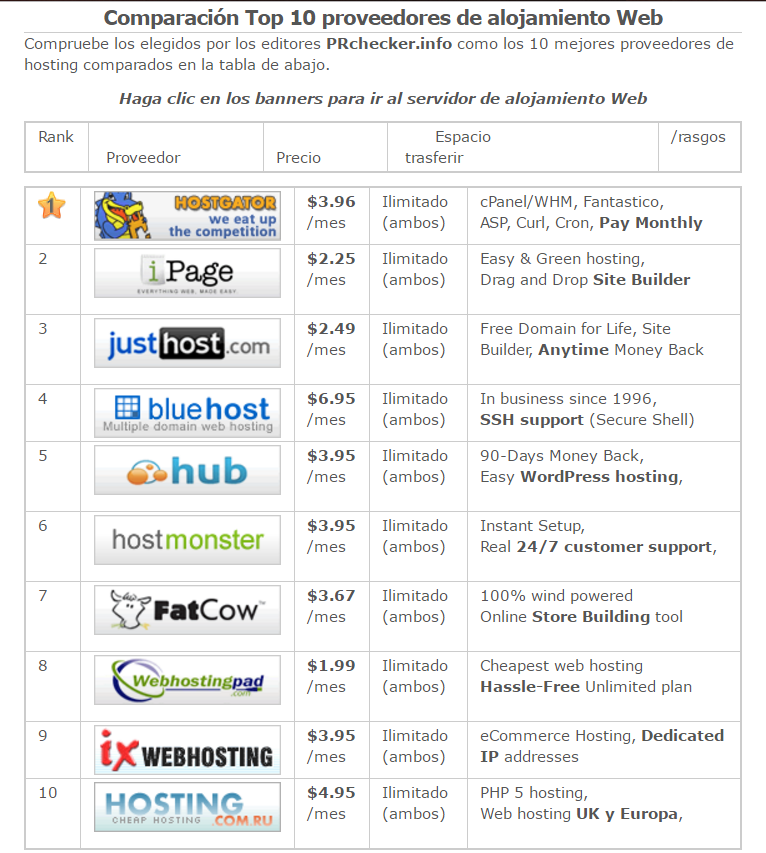 Comparación Top 10 proveedores de alojamiento Web
Compruebe los elegidos por los editores PRchecker.info como los 10 mejores proveedores de
hosting comparados en la tabla de abajo.
Haga clic en los banners para ir al servidor de alojamiento Web
Rank Espacio /rasgos
Proveedor Precio trasferir
1 HOSTGATOR $3.96 Ilimitado cPanel/WHM, Fantastico,
we eat up /mes (ambos) ASP, Curl, Cron, Pay Monthly
the competition
2 iPage $2.25 Ilimitado Easy & Green hosting,
EVERYTHING WEB. MADE EASY. /mes (ambos) Drag and Drop Site Builder
3 justhost.com $2.49 Ilimitado Free Domain for Life, Site
/mes (ambos) Builder, Anytime Money Back
4 bluehost $6.95 Ilimitado In business since 1996,
Multiple domain web hosting /mes (ambos) SSH support (Secure Shell)
5 hub $3.95 Ilimitado 90-Days Money Back,
/mes (ambos) Easy WordPress hosting,
6 hostmonster $3.95 Ilimitado Instant Setup,
/mes (ambos) Real 24/7 customer support,
7 FatCow™ $3.67 Ilimitado 100% wind powered
/mes (ambos) Online Store Building tool
8 Webhostingpad $1.99 Ilimitado Cheapest web hosting
.com /mes (ambos) Hassle-Free Unlimited plan
9 ix WEBHOSTING $3.95 Ilimitado eCommerce Hosting, Dedicated
/mes (ambos) IP addresses
10 HOSTING $4.95 Ilimitado PHP 5 hosting,
CHEAP HOSTING .COM.RU /mes (ambos) Web hosting UK y Europa,